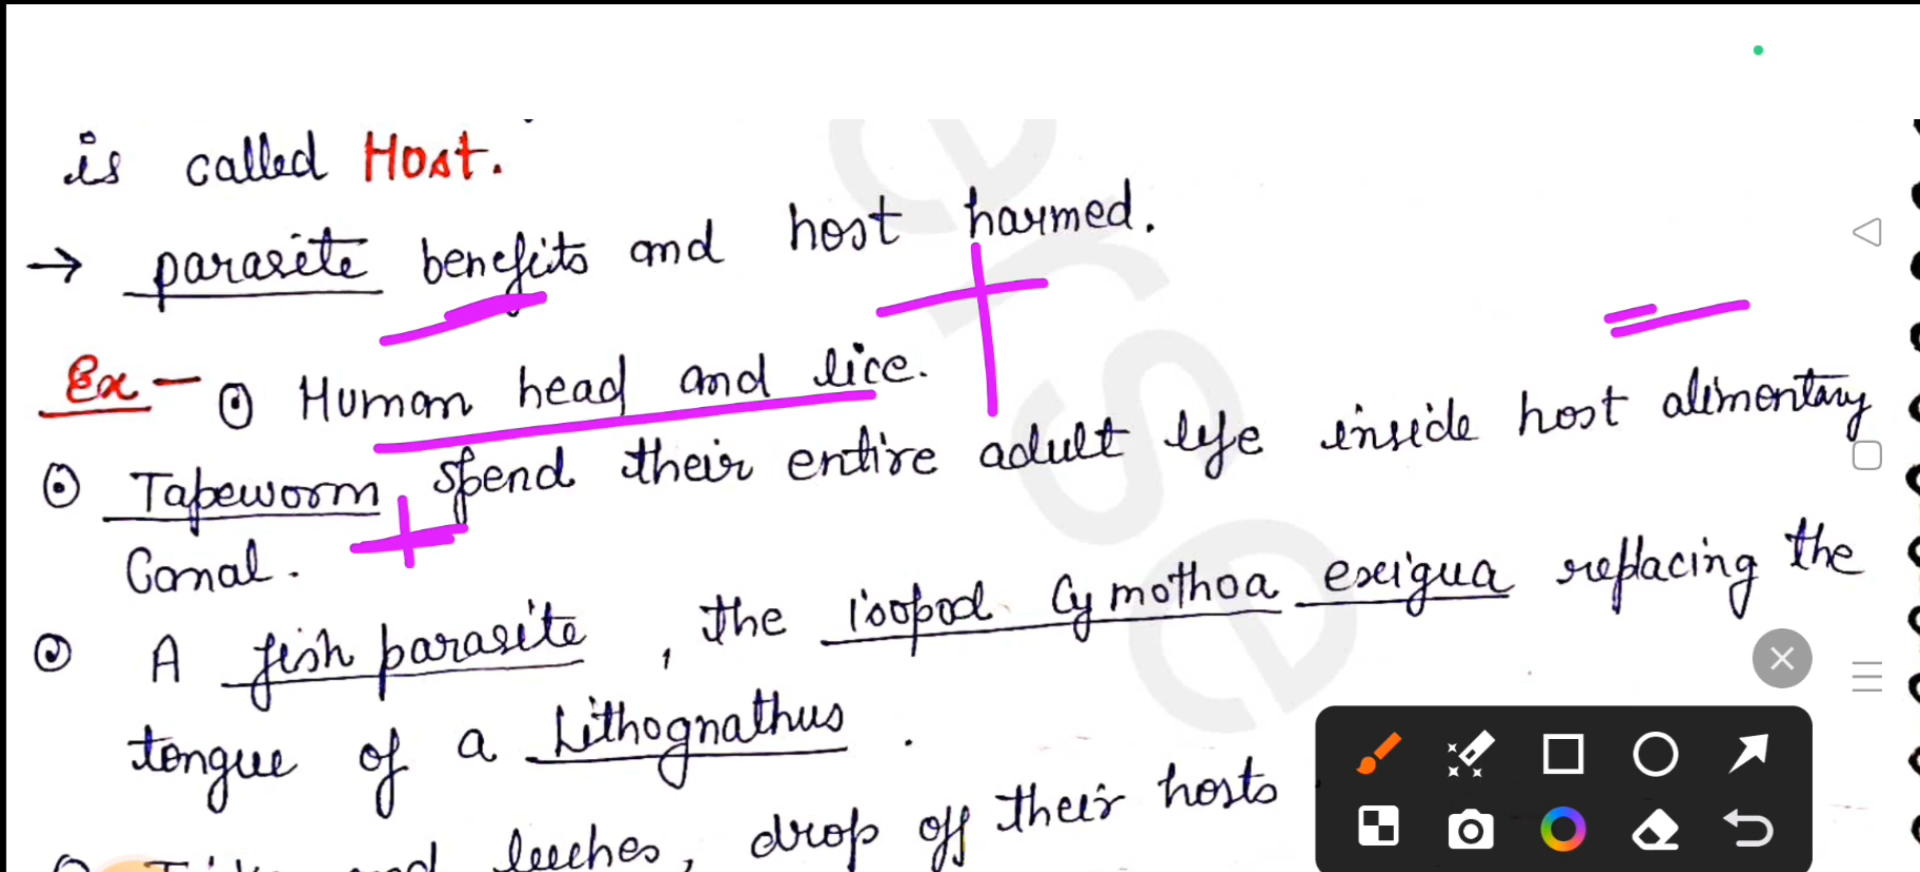 is called Host.
→ parasite benefits and host harmed.
Ex - ⊙ Human head and lice.
⊙ Tapeworm spend their entire adult life inside host alimentary
Canal.
⊙ A fish parasite, the isopod Cymothoa exigua replacing the
tongue of a Lithognathus.
leeches, drop off their hosts